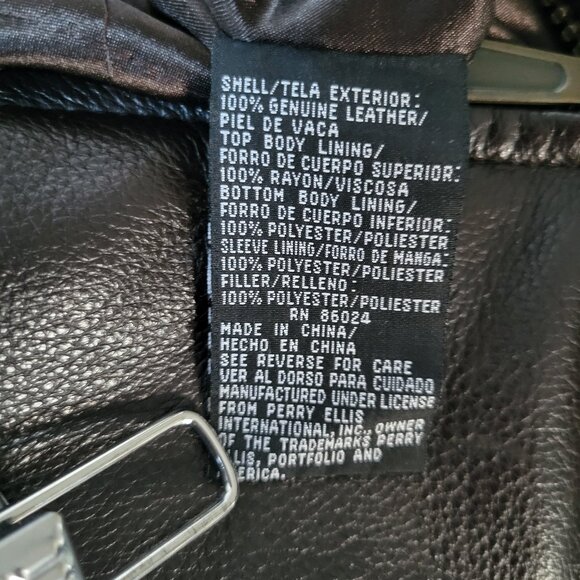 SHELL/TELA EXTERIOR:
100% GENUINE LEATHER/
PIEL DE VACA
TOP BODY LINING/
FORRO DE CUERPO SUPERIOR:
100% RAYON/VISCOSA
BOTTOM BODY LINING/
FORRO DE CUERPO INFERIOR:
100% POLYESTER/POLIESTER
SLEEVE LINING/FORRO DE MANGA:
100% POLYESTER/POLIESTER
FILLER/RELLENO:
100% POLYESTER/POLIESTER
RN 86024
MADE IN CHINA/
HECHO EN CHINA
SEE REVERSE FOR CARE
VER AL DORSO PARA CUIDADO
MANUFACTURED UNDER LICENSE
FROM PERRY ELLIS
INTERNATIONAL, INC., OWNER
OF THE TRADEMARKS PERRY
LLIS, PORTFOLIO AND
ERICA.